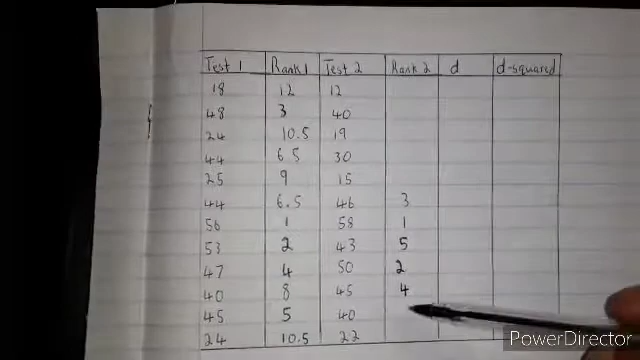 Test 1 Rank 1 Test 2 Rank 2 d d-squared
18 12 12
48 3 40
24 10.5 19
44 6 5 30
25 9 15
44 6.5 46 3
56 1 58 1
53 2 43 5
47 4 50 2
40 8 45 4
45 5 40
24 10.5 22
PowerDirector